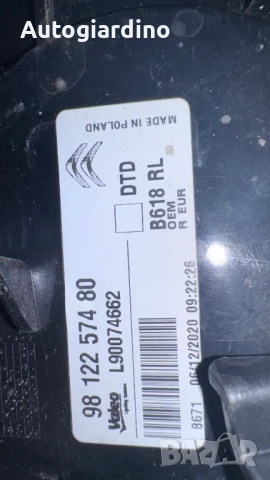 Autogiardino
MADE IN POLAND
DTD
B618 RL
OEM
R EUR
98 122 574 80
L90074662
Valeo
8671 06/12/2020 09:22:26
BAZAR